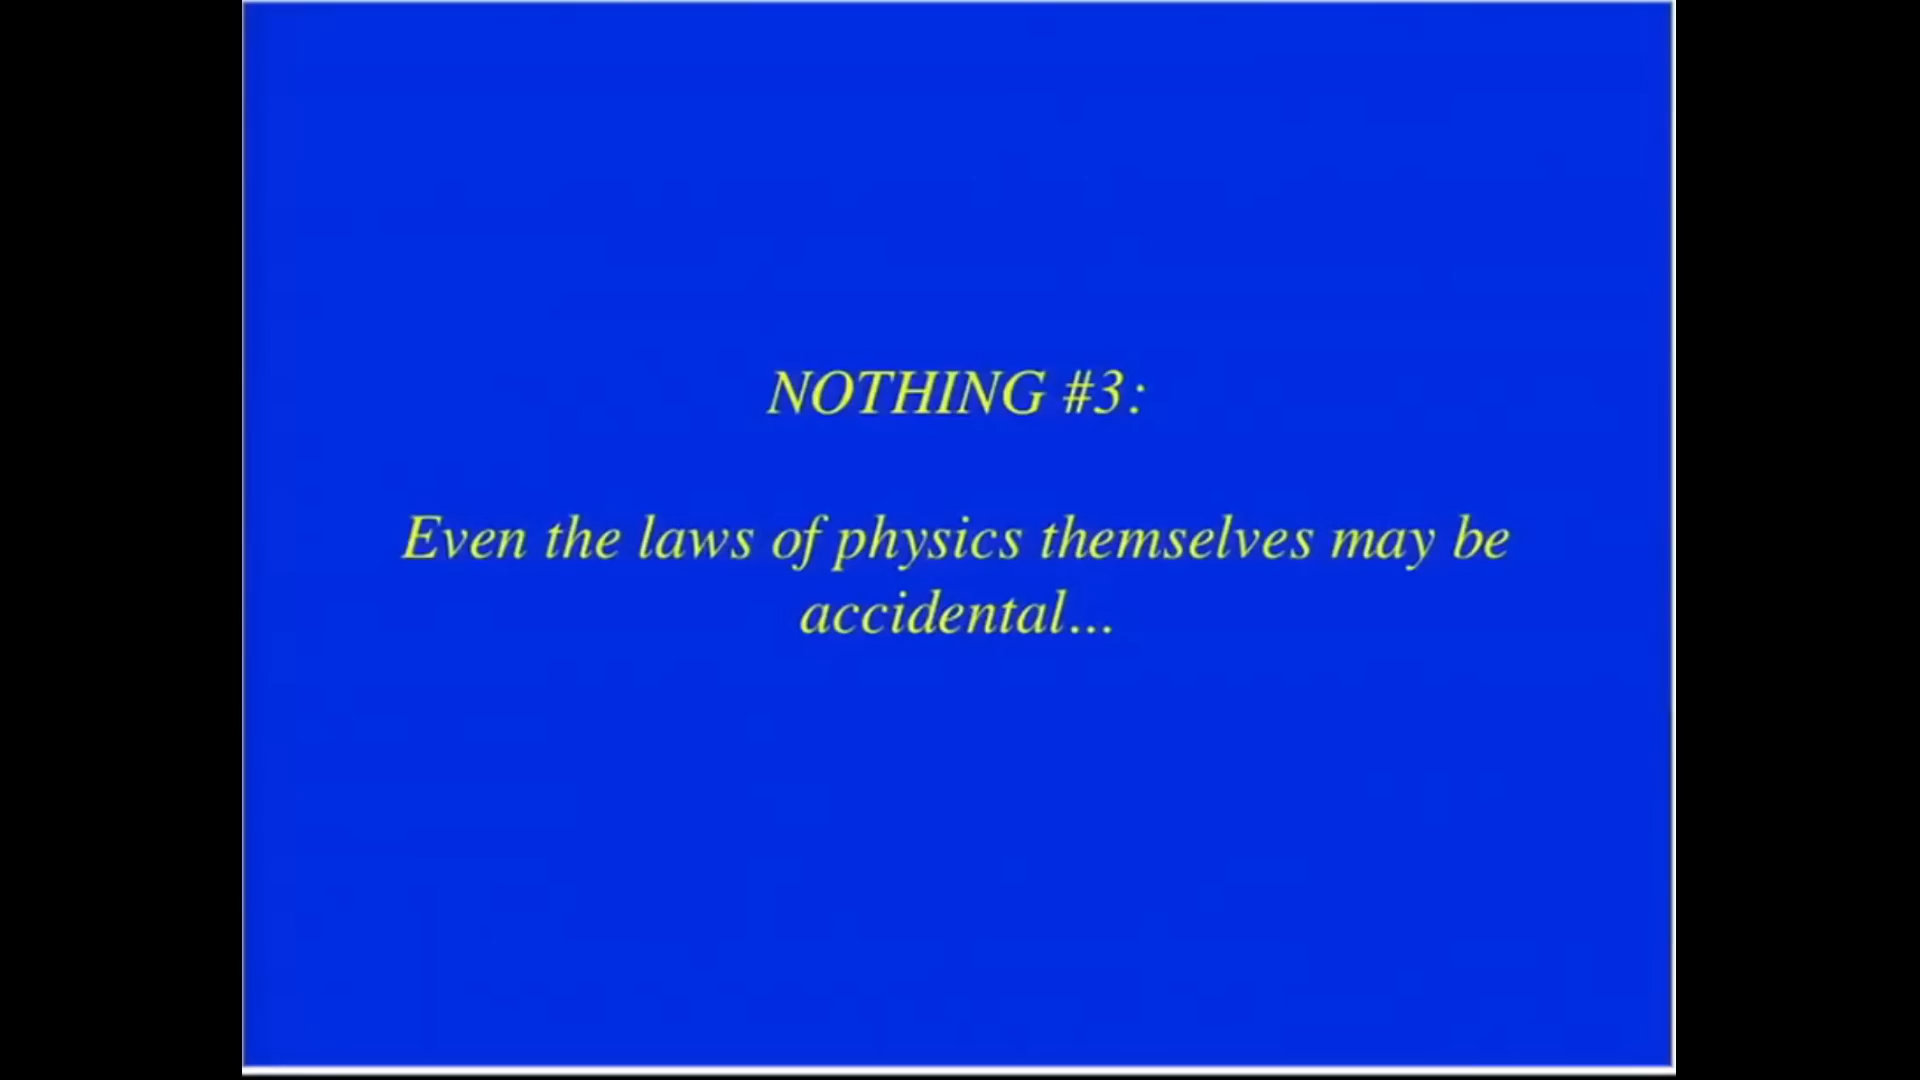 NOTHING #3:
Even the laws of physics themselves may be
accidental...